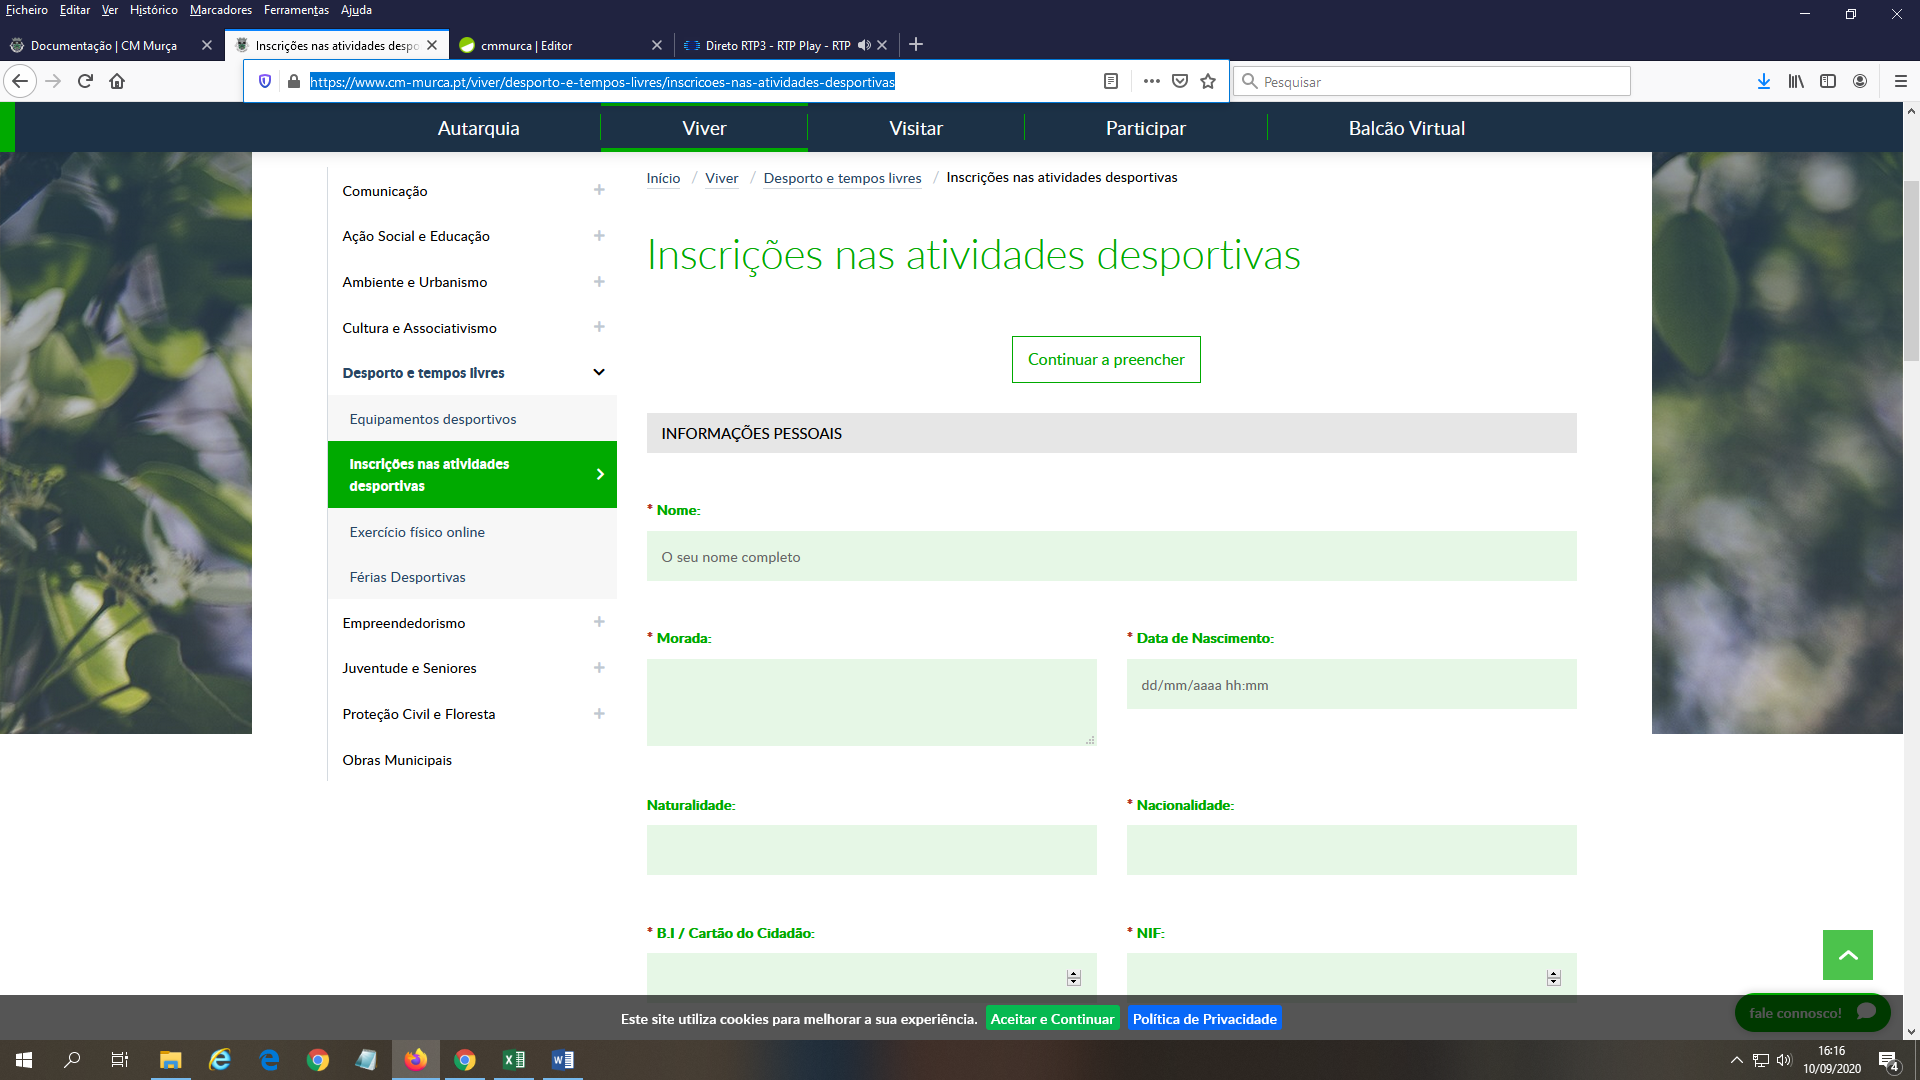 Ficheiro Editar Ver Histórico Marcadores Ferramentas Ajuda
Documentação | CM Murça
Inscrições nas atividades despo
cmmurca | Editor
Direto RTP3 - RTP Play - RTP
https://www.cm-murca.pt/viver/desporto-e-tempos-livres/inscricoes-nas-atividades-desportivas
Pesquisar
Autarquia
Viver
Visitar
Participar
Balcão Virtual
Comunicação
Ação Social e Educação
Ambiente e Urbanismo
Cultura e Associativismo
Desporto e tempos livres
Equipamentos desportivos
Inscrições nas atividades
desportivas
Exercício físico online
Férias Desportivas
Empreendedorismo
Juventude e Seniores
Proteção Civil e Floresta
Obras Municipais
Início / Viver / Desporto e tempos livres / Inscrições nas atividades desportivas
Inscrições nas atividades desportivas
Continuar a preencher
INFORMAÇÕES PESSOAIS
* Nome:
O seu nome completo
* Morada:
* Data de Nascimento:
dd/mm/aaaa hh:mm
Naturalidade:
* Nacionalidade:
* B.I / Cartão do Cidadão:
* NIF:
Este site utiliza cookies para melhorar a sua experiência. Aceitar e Continuar Política de Privacidade
fale connosco!
16:16
10/09/2020
4